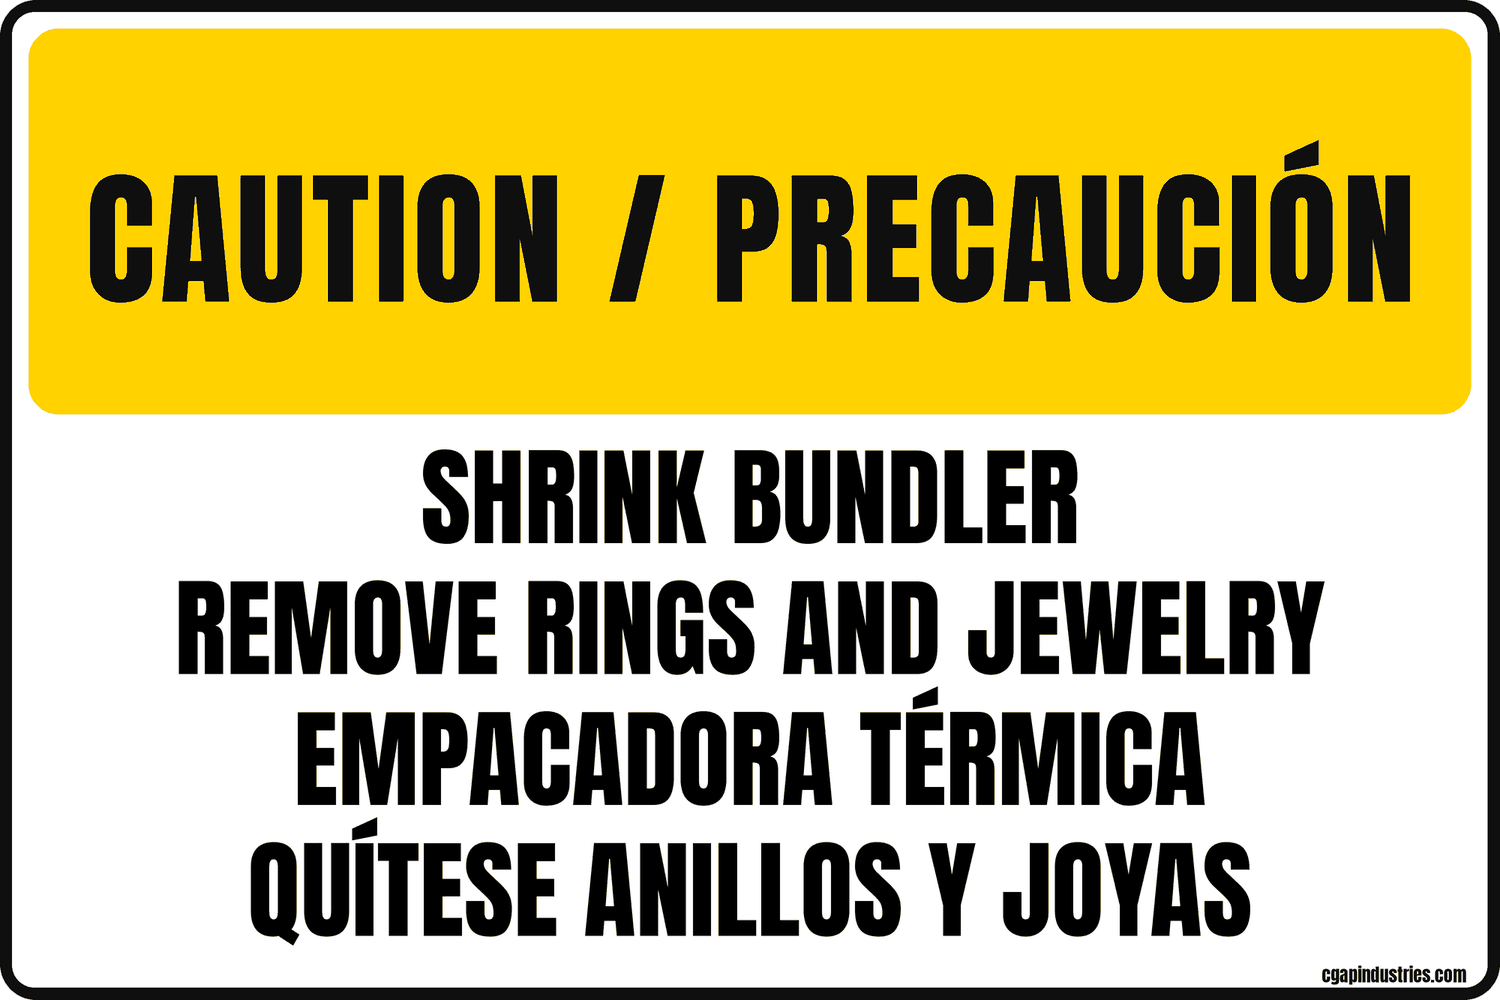 CAUTION / PRECAUCIÓN
SHRINK BUNDLER
REMOVE RINGS AND JEWELRY
EMPACADORA TÉRMICA
QUÍTESE ANILLOS Y JOYAS
cgapindustries.com